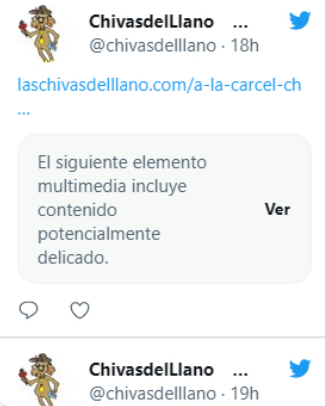 ChivasdelLlano ...
@chivasdelllano · 18h
laschivasdelllano.com/a-la-carcel-ch
...
El siguiente elemento
multimedia incluye
contenido
potencialmente
delicado.
Ver
ChivasdelLlano ...
@chivasdelllano · 19h